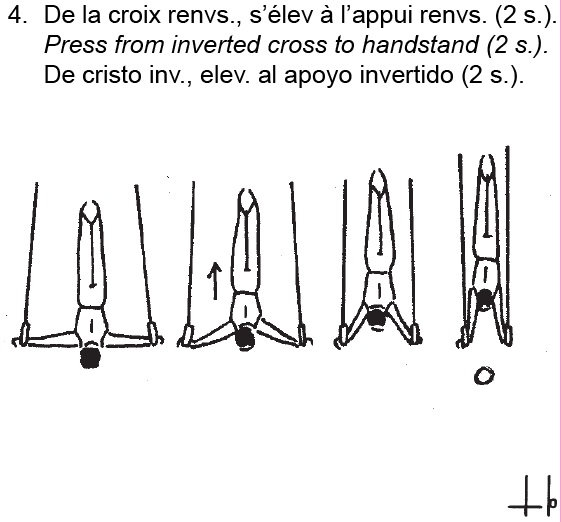 4. De la croix renvs., s’élev à l’appui renvs. (2 s.).
Press from inverted cross to handstand (2 s.).
De cristo inv., elev. al apoyo invertido (2 s.).